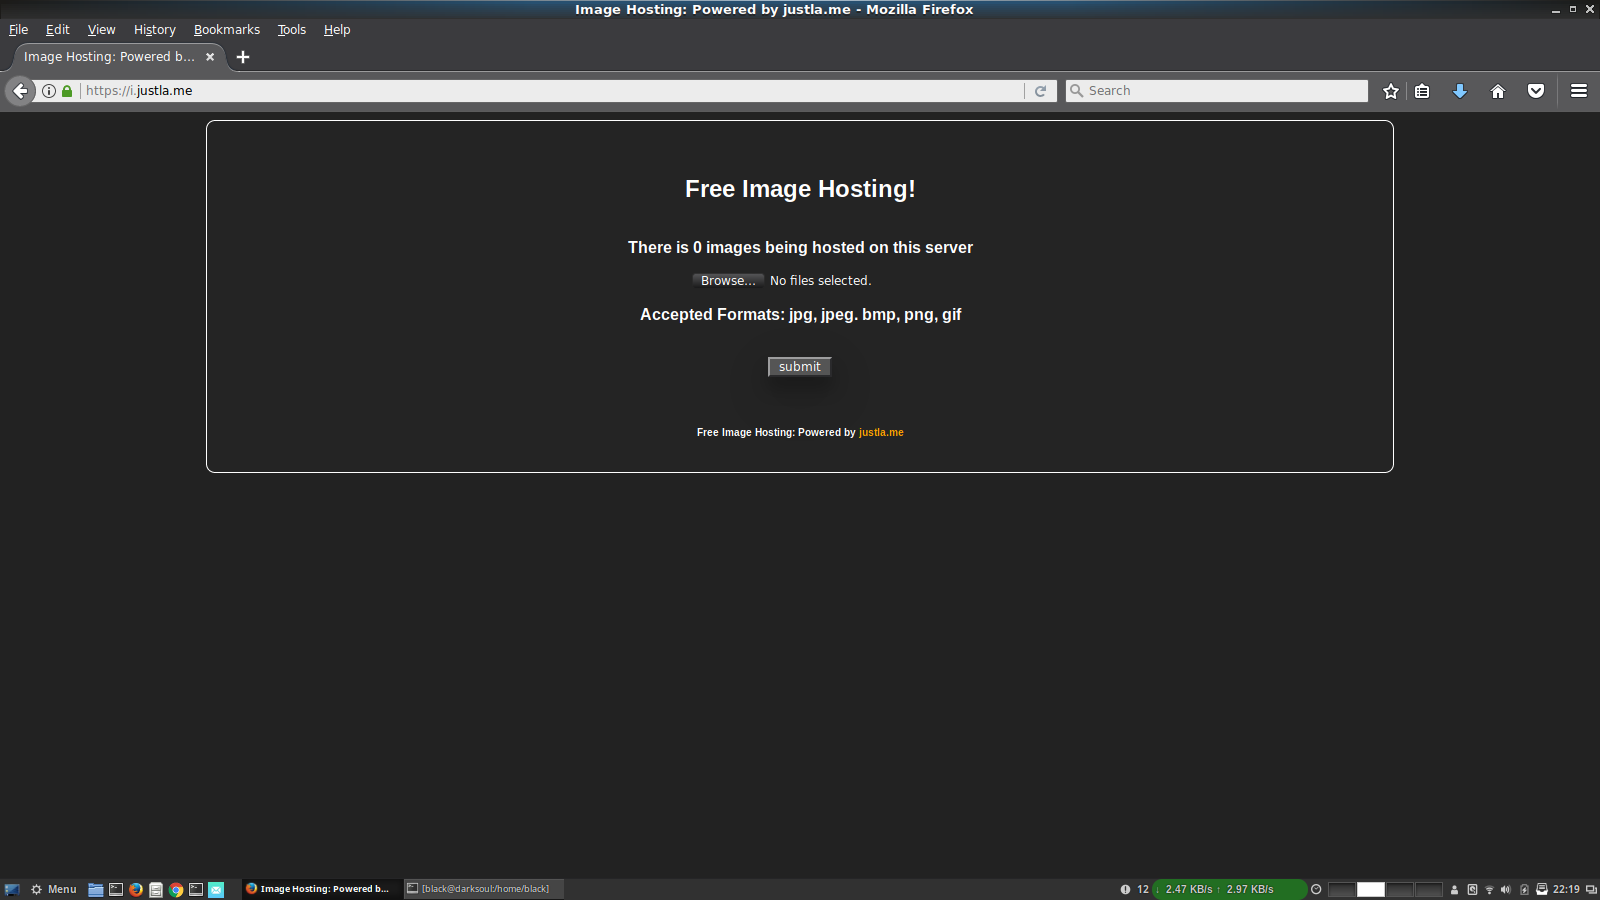 Image Hosting: Powered by justla.me - Mozilla Firefox
File Edit View History Bookmarks Tools Help
Image Hosting: Powered b...
https://i.justla.me
Search
Free Image Hosting!
There is 0 images being hosted on this server
Browse... No files selected.
Accepted Formats: jpg, jpeg. bmp, png, gif
submit
Free Image Hosting: Powered by justla.me
Menu
Image Hosting: Powered b...
[black@darksoul:/home/black]
12
2.47 KB/s 2.97 KB/s
22:19